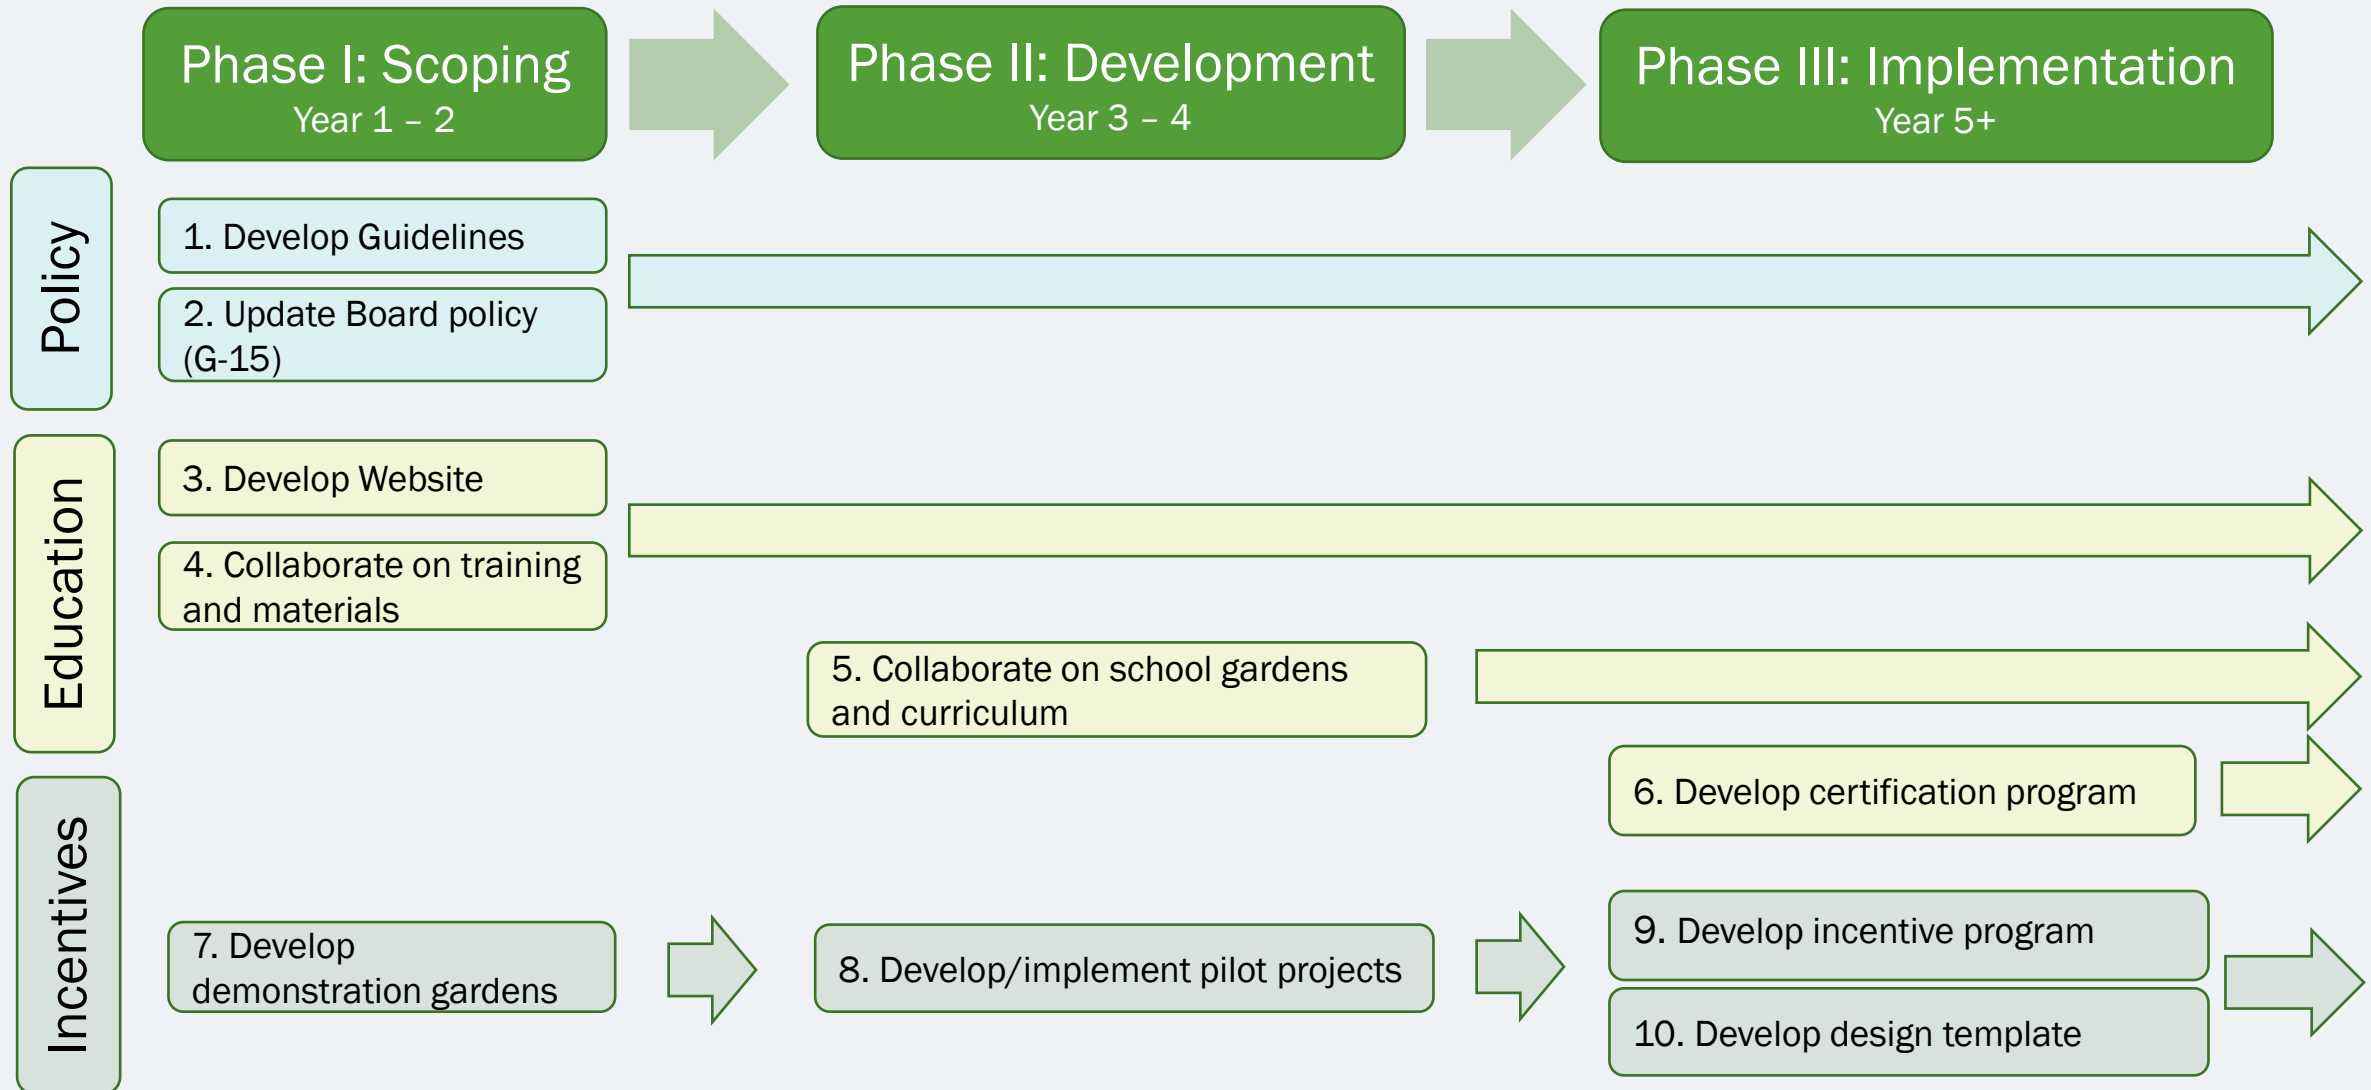 Phase I: Scoping
Year 1 – 2
Phase II: Development
Year 3 – 4
Phase III: Implementation
Year 5+
Policy
1. Develop Guidelines
2. Update Board policy
(G-15)
Education
3. Develop Website
4. Collaborate on training
and materials
5. Collaborate on school gardens
and curriculum
6. Develop certification program
Incentives
7. Develop
demonstration gardens
8. Develop/implement pilot projects
9. Develop incentive program
10. Develop design template